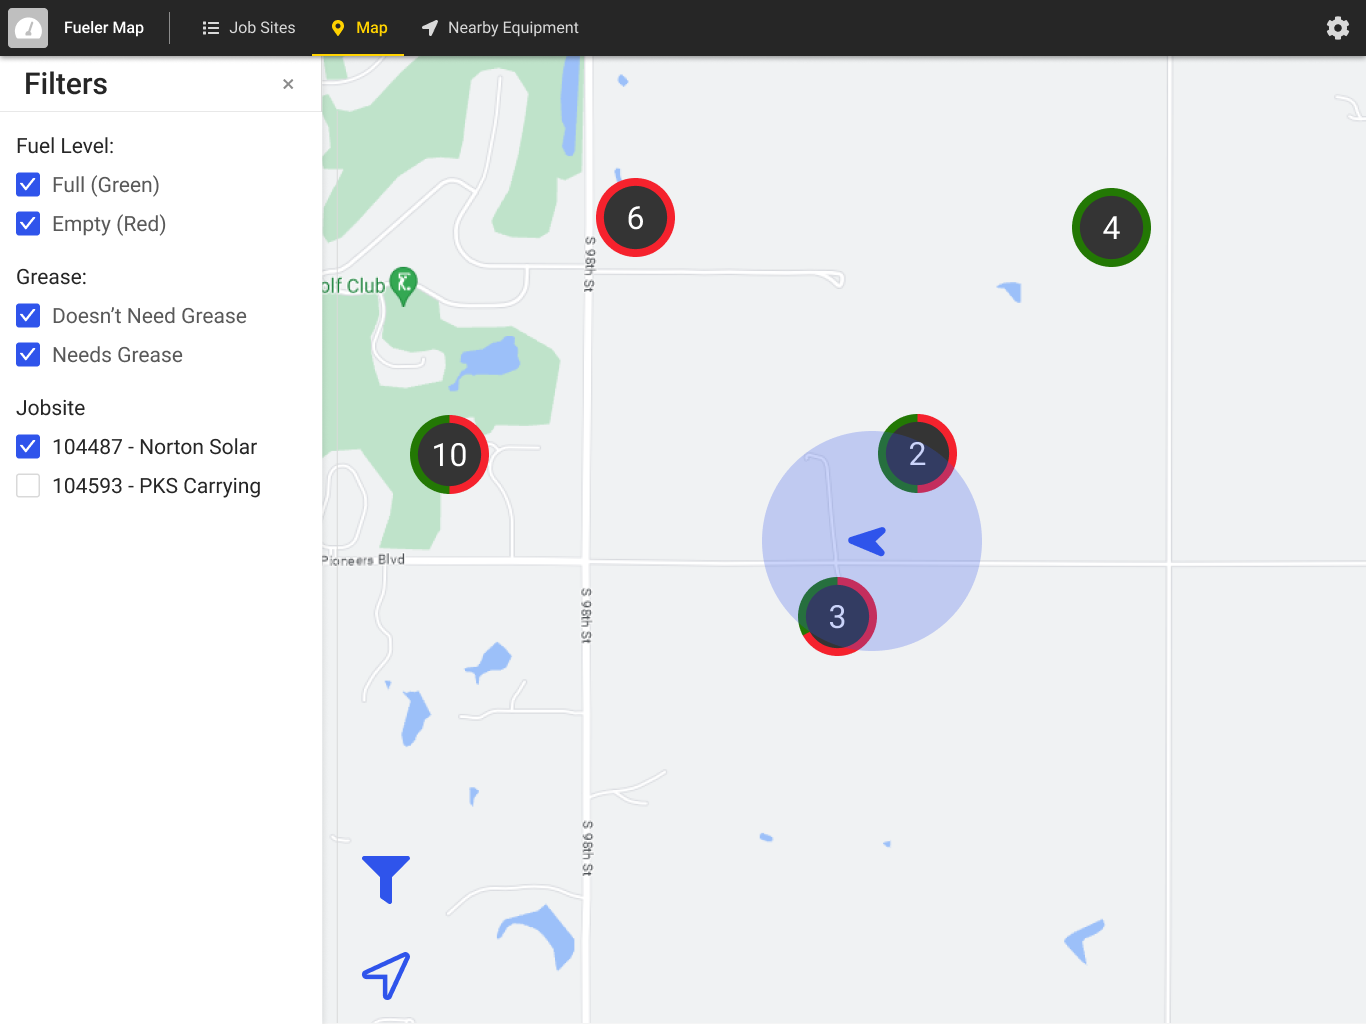 Fueler Map
Job Sites
Map
Nearby Equipment
Filters
×
Fuel Level:
Full (Green)
Empty (Red)
Grease:
Doesn’t Need Grease
Needs Grease
Jobsite
104487 - Norton Solar
104593 - PKS Carrying
6
4
S 98th St
olf Club
10
2
Pioneers Blvd
3
S 98th St
S 98th St